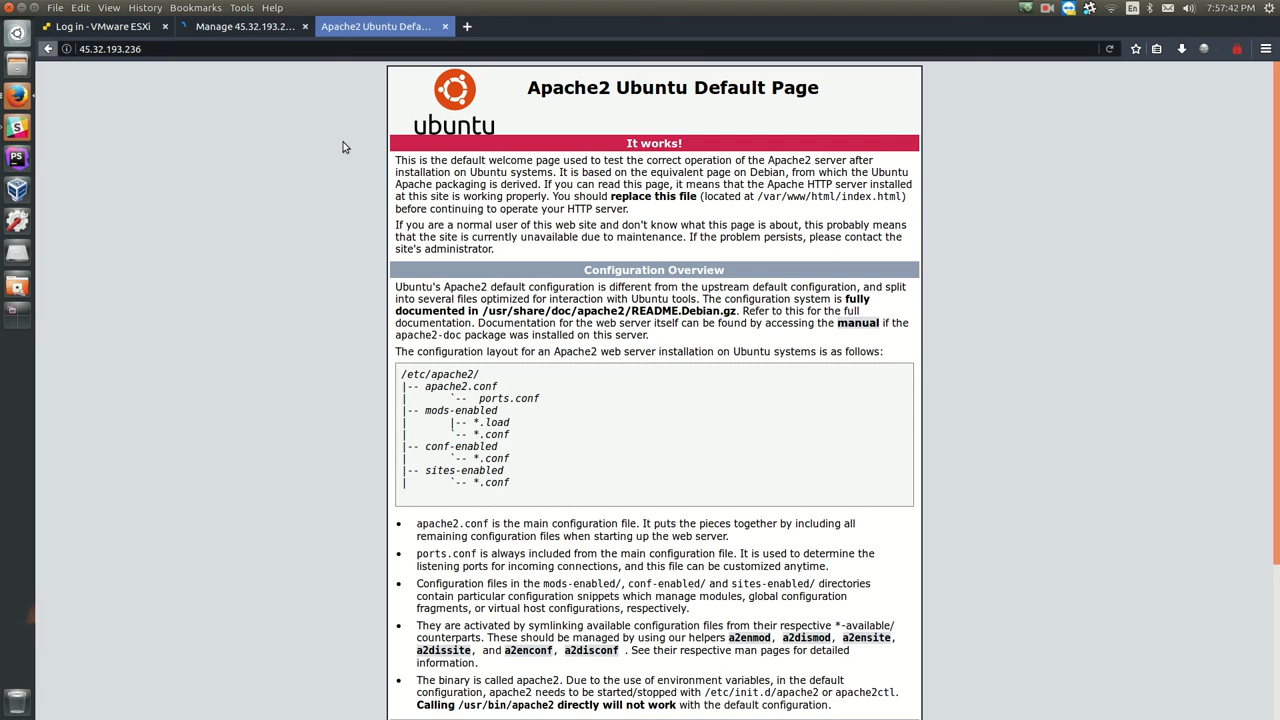 File Edit View History Bookmarks Tools Help
En
7:57:42 PM
Log in - VMware ESXi
Manage 45.32.193.2...
Apache2 Ubuntu Defa...
45.32.193.236
ubuntu
Apache2 Ubuntu Default Page
It works!
This is the default welcome page used to test the correct operation of the Apache2 server after
installation on Ubuntu systems. It is based on the equivalent page on Debian, from which the Ubuntu
Apache packaging is derived. If you can read this page, it means that the Apache HTTP server installed
at this site is working properly. You should replace this file (located at /var/www/html/index.html)
before continuing to operate your HTTP server.
If you are a normal user of this web site and don't know what this page is about, this probably means
that the site is currently unavailable due to maintenance. If the problem persists, please contact the
site's administrator.
Configuration Overview
Ubuntu's Apache2 default configuration is different from the upstream default configuration, and split
into several files optimized for interaction with Ubuntu tools. The configuration system is fully
documented in /usr/share/doc/apache2/README.Debian.gz. Refer to this for the full
documentation. Documentation for the web server itself can be found by accessing the manual if the
apache2-doc package was installed on this server.
The configuration layout for an Apache2 web server installation on Ubuntu systems is as follows:
/etc/apache2/
|-- apache2.conf
|       `--  ports.conf
|-- mods-enabled
|       |-- *.load
|       `-- *.conf
|-- conf-enabled
|       `-- *.conf
|-- sites-enabled
|       `-- *.conf
• apache2.conf is the main configuration file. It puts the pieces together by including all
remaining configuration files when starting up the web server.
• ports.conf is always included from the main configuration file. It is used to determine the
listening ports for incoming connections, and this file can be customized anytime.
• Configuration files in the mods-enabled/, conf-enabled/ and sites-enabled/ directories
contain particular configuration snippets which manage modules, global configuration
fragments, or virtual host configurations, respectively.
• They are activated by symlinking available configuration files from their respective *-available/
counterparts. These should be managed by using our helpers a2enmod, a2dismod, a2ensite,
a2dissite, and a2enconf, a2disconf . See their respective man pages for detailed
information.
• The binary is called apache2. Due to the use of environment variables, in the default
configuration, apache2 needs to be started/stopped with /etc/init.d/apache2 or apache2ctl.
Calling /usr/bin/apache2 directly will not work with the default configuration.
PS